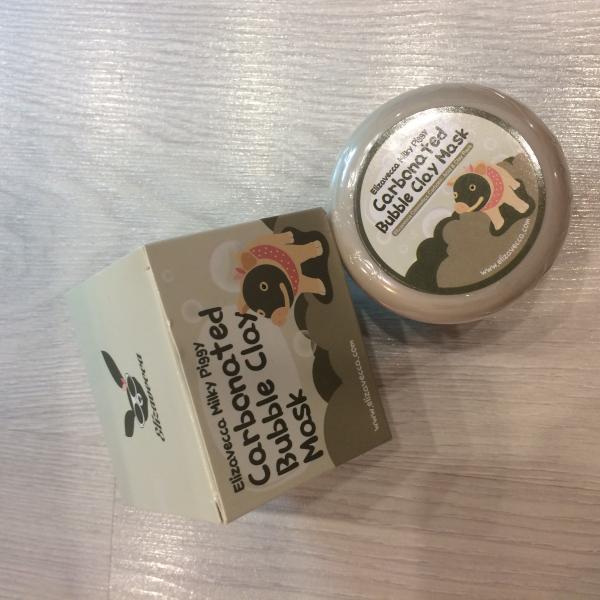 Elizavecca Milky Piggy
Carbonated
Bubble Clay Mask
www.elizavecca.com
Elizavecca Milky Piggy
Carbonated
Bubble Clay
Mask
www.elizavecca.com
Elizavecca